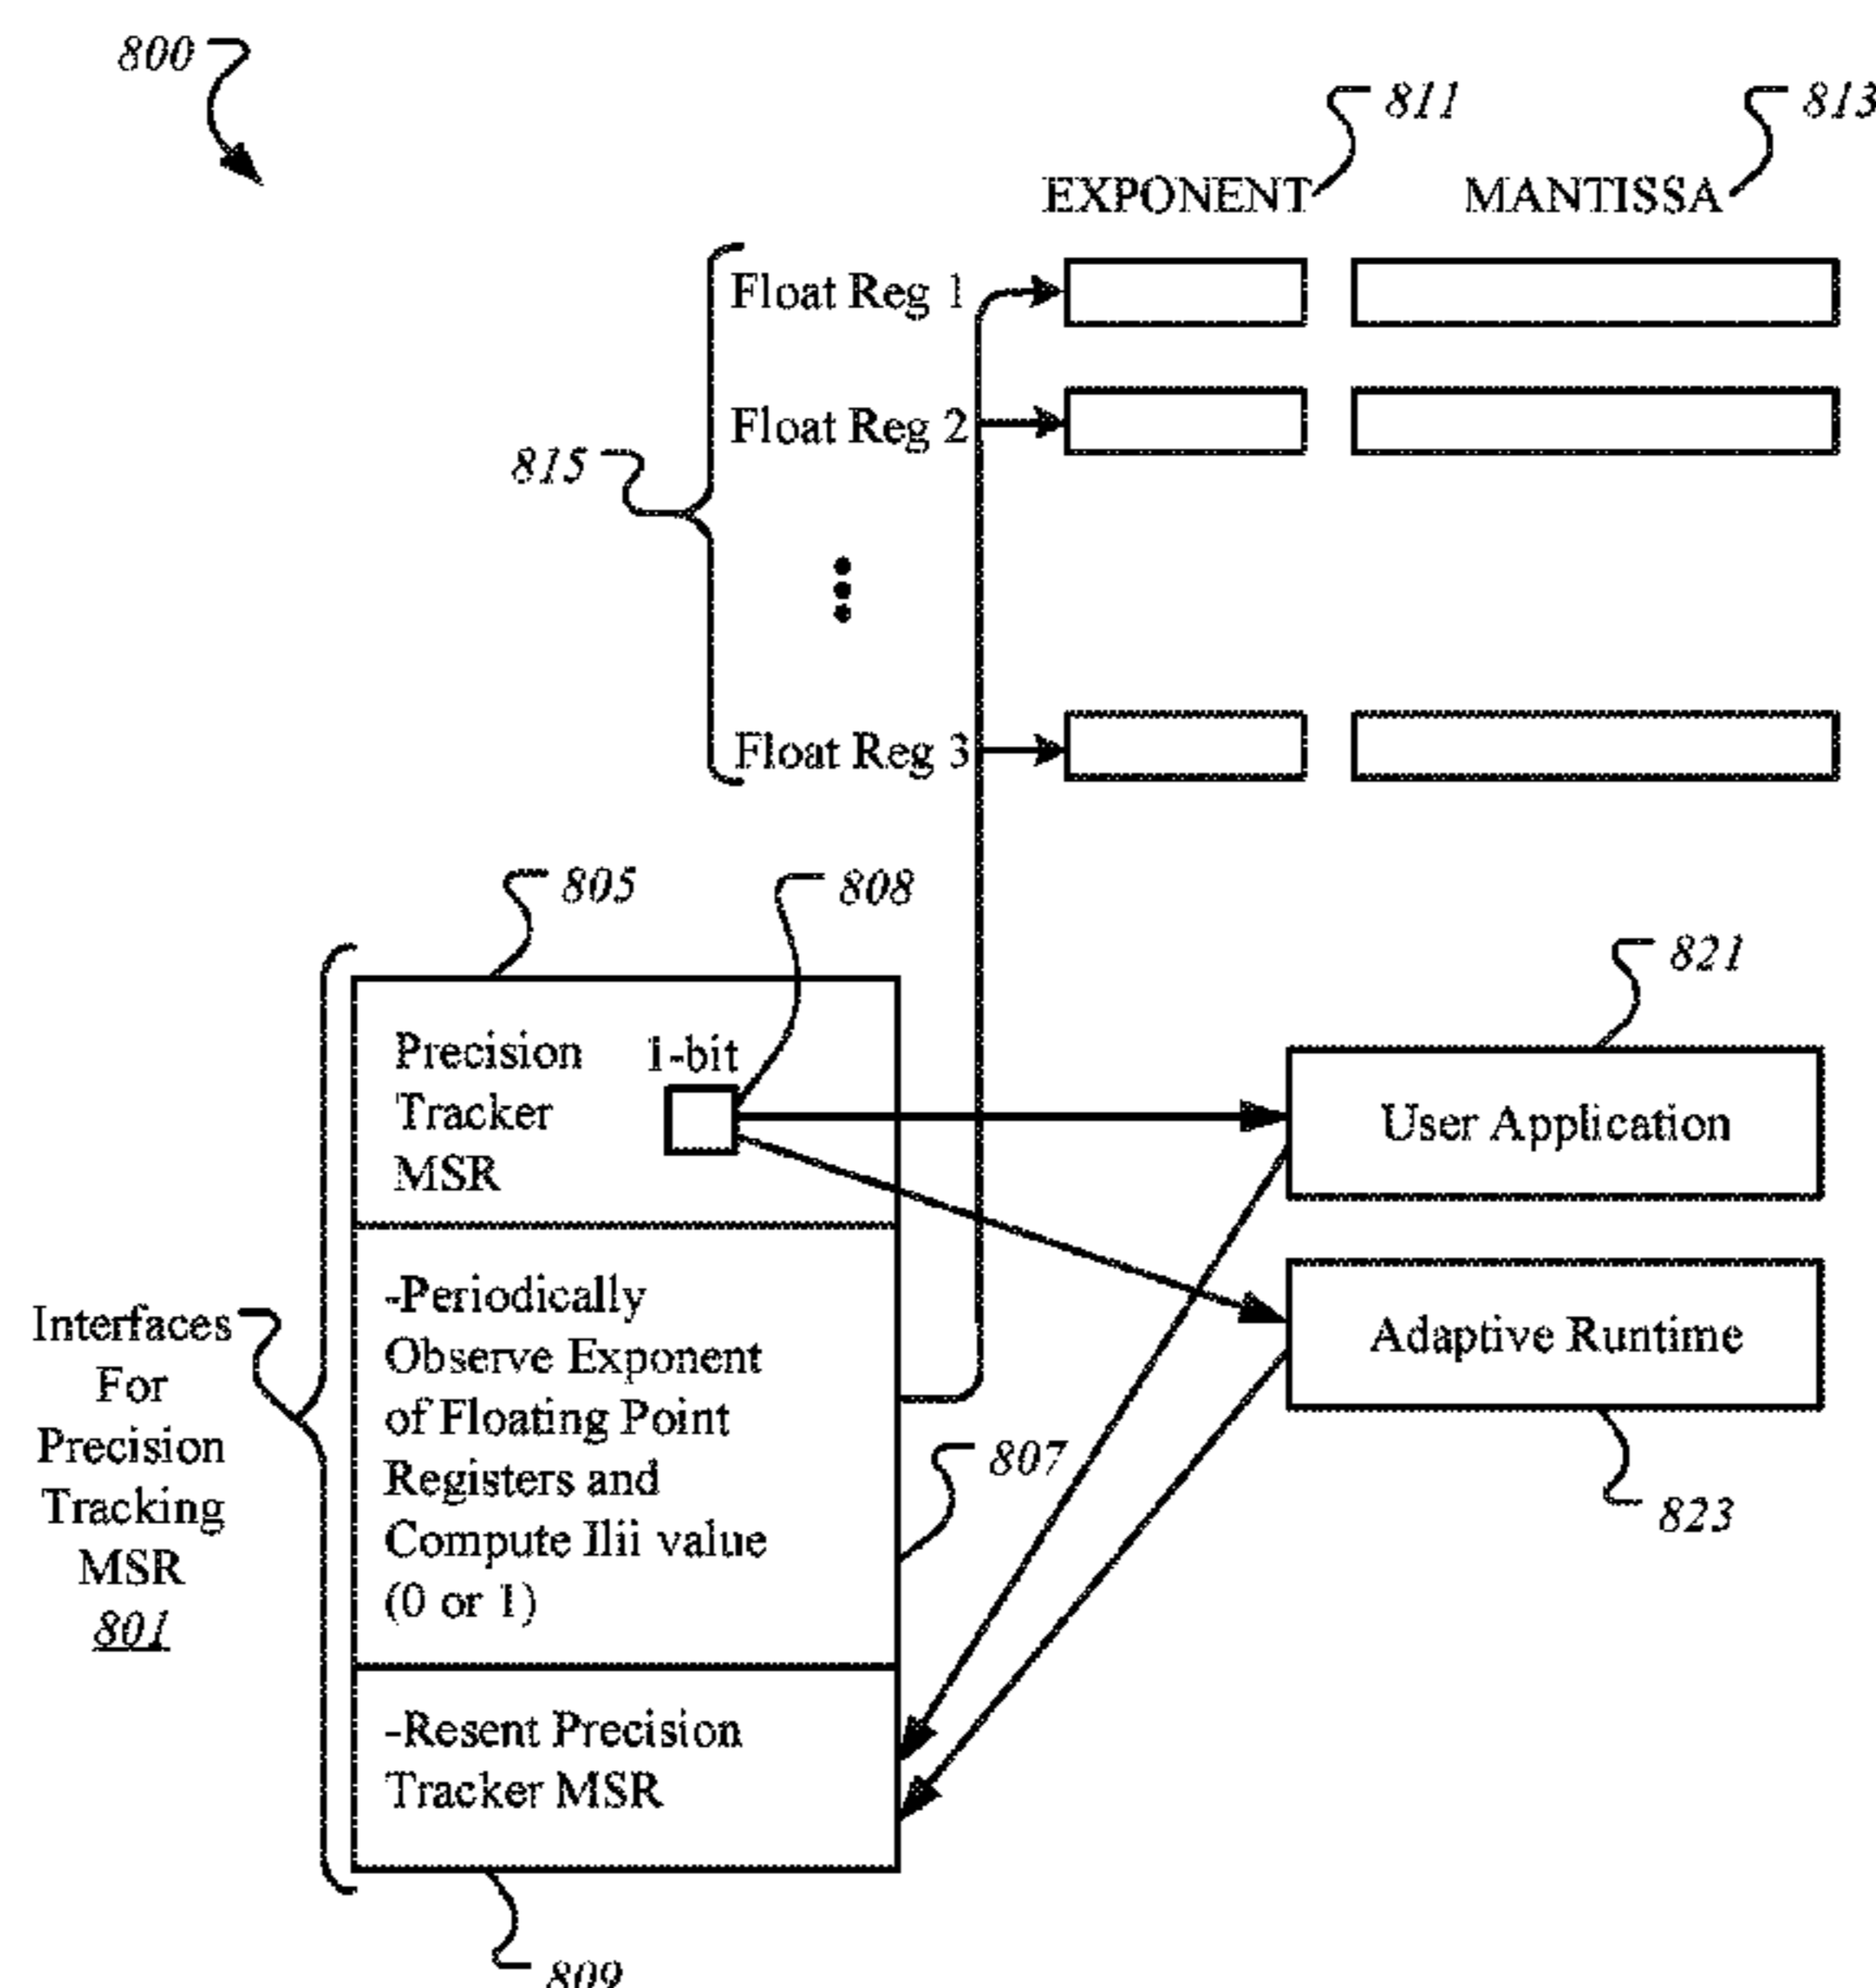 800
811
813
EXPONENT
MANTISSA
Float Reg 1
Float Reg 2
815
Float Reg 3
805
808
821
Precision
Tracker
MSR
1-bit
User Application
Interfaces
For
Precision
Tracking
MSR
801
-Periodically
Observe Exponent
of Floating Point
Registers and
Compute Ilii value
(0 or 1)
807
Adaptive Runtime
823
-Resent Precision
Tracker MSR
809